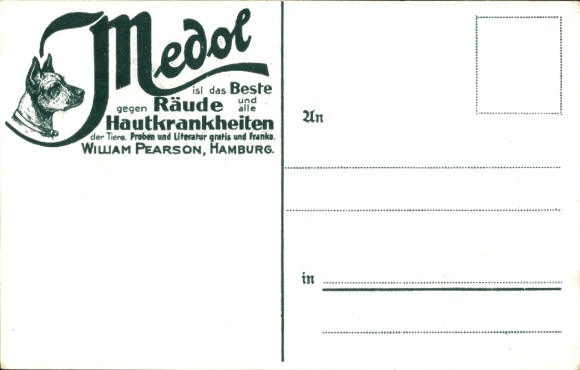 Medol
ist das Beste
gegen Räude und alle
Hautkrankheiten
der Tiere. Proben und Literatur gratis und Franko.
WILLIAM PEARSON, HAMBURG.
An
in